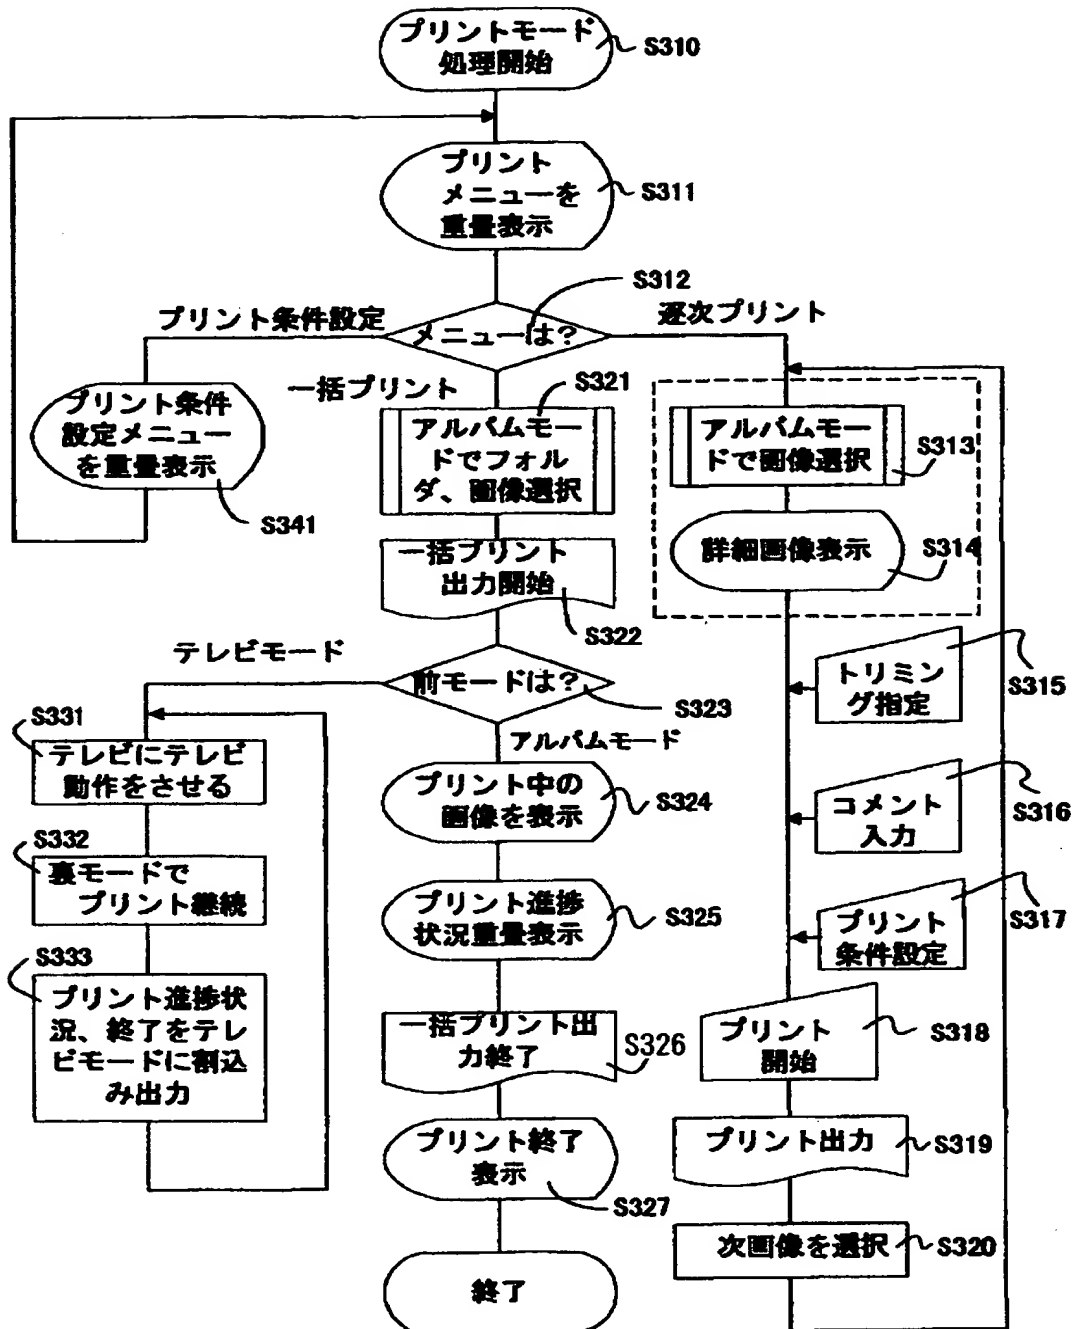 プリントモード
処理開始
S310
プリント
メニューを
重畳表示
S311
S312
メニューは?
プリント条件設定
逐次プリント
一括プリント
プリント条件
設定メニュー
を重畳表示
S341
S321
アルバムモー
ドでフォル
ダ、画像選択
一括プリント
出力開始
S322
前モードは?
S323
テレビモード
アルバムモード
S331
テレビにテレビ
動作をさせる
S332
裏モードで
プリント継続
S333
プリント進捗状
況、終了をテレ
ビモードに割込
み出力
プリント中の
画像を表示
S324
プリント進捗
状況重畳表示
S325
一括プリント出
力終了
S326
プリント終了
表示
S327
終了
アルバムモー
ドで画像選択
S313
詳細画像表示
S314
トリミン
グ指定
S315
コメント
入力
S316
プリント
条件設定
S317
プリント
開始
S318
プリント出力
S319
次画像を選択
S320